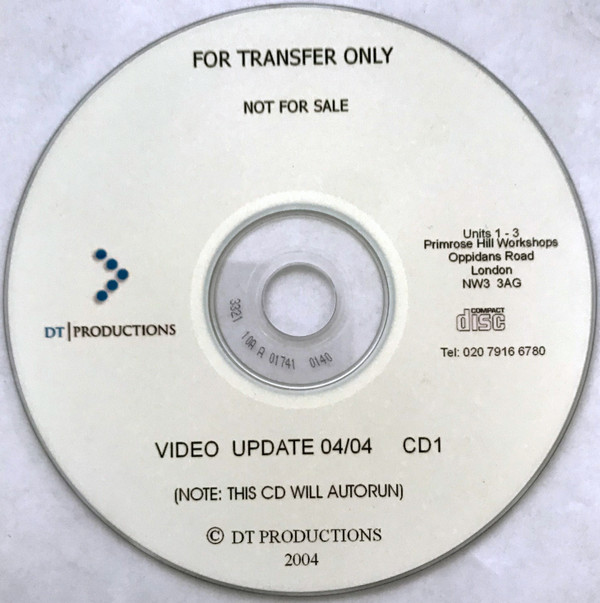 FOR TRANSFER ONLY
NOT FOR SALE
Units 1 - 3
Primrose Hill Workshops
Oppidans Road
London
NW3 3AG
COMPACT
disc
DT|PRODUCTIONS
Tel: 020 7916 6780
3321 10A A 01741 0140
VIDEO UPDATE 04/04 CD1
(NOTE: THIS CD WILL AUTORUN)
© DT PRODUCTIONS
2004